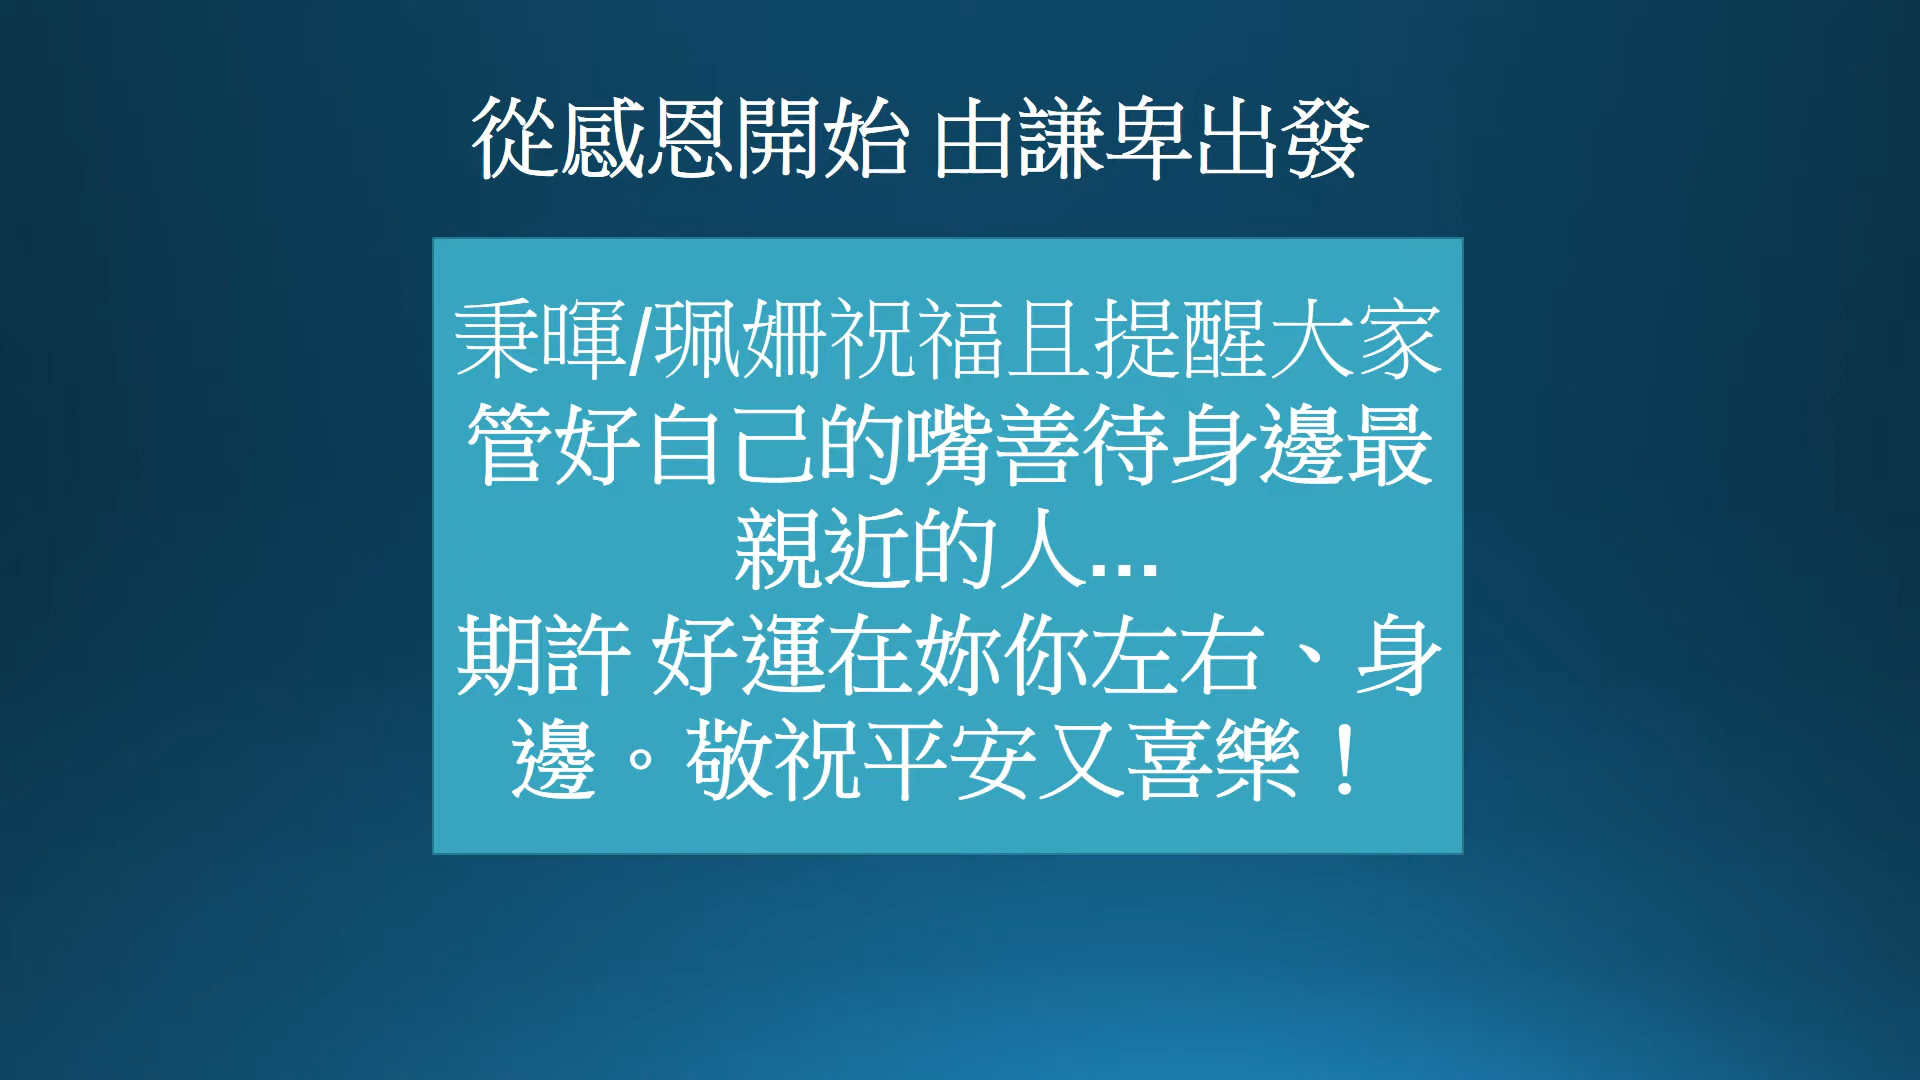 從感恩開始 由謙卑出發
秉暉/珮姍祝福且提醒大家
管好自己的嘴善待身邊最
親近的人...
期許 好運在妳你左右、身
邊。敬祝平安又喜樂！